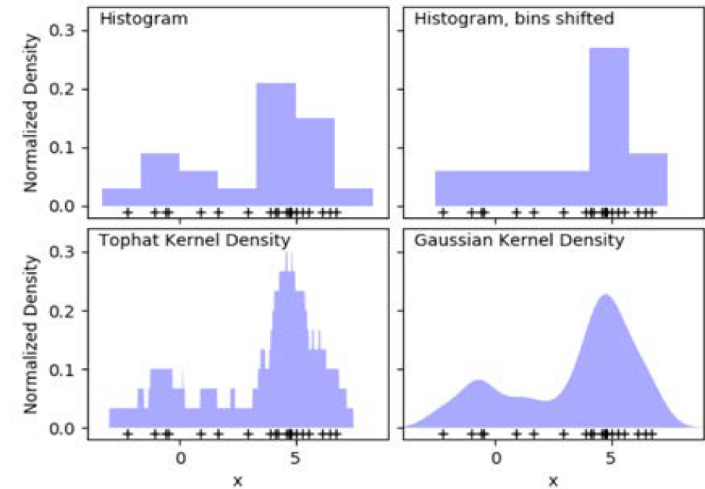 Histogram
Histogram, bins shifted
Normalized Density
0.3
0.2
0.1
0.0
Tophat Kernel Density
Gaussian Kernel Density
Normalized Density
0.3
0.2
0.1
0.0
0
5
0
5
x
x